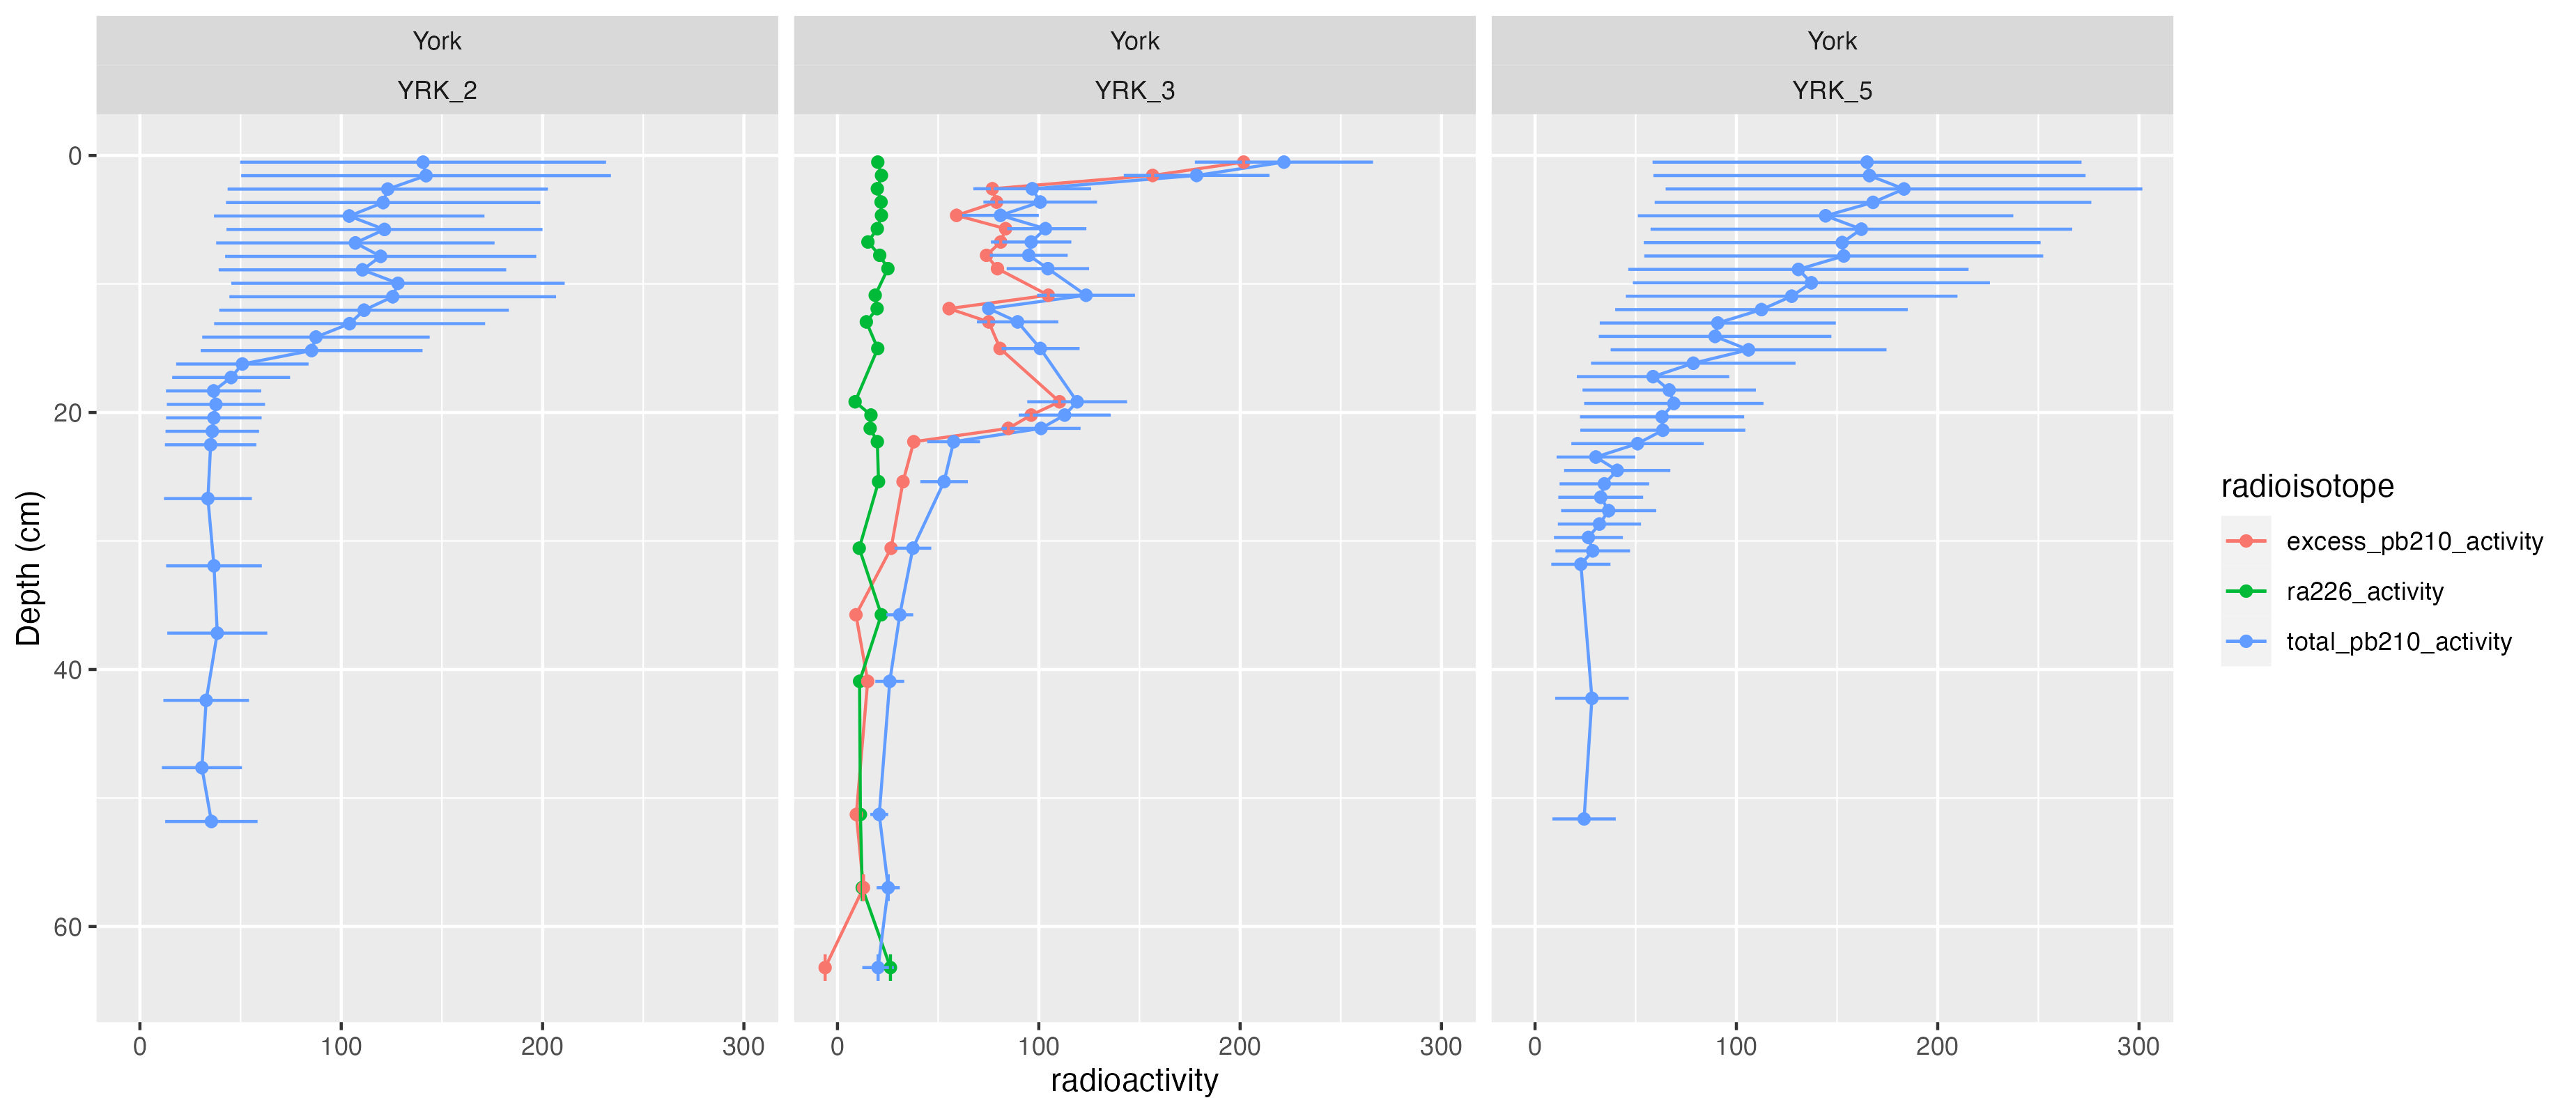 York York York
YRK_2 YRK_3 YRK_5
0
20
40
60
Depth (cm)
0 100 200 300 0 100 200 300 0 100 200 300
radioactivity
radioisotope
excess_pb210_activity
ra226_activity
total_pb210_activity